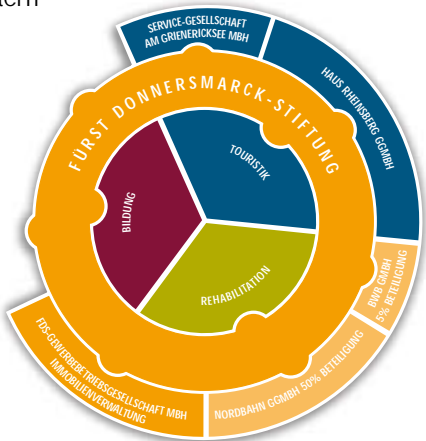 SERVICE-GESELLSCHAFT
AM GRIENERICKSEE MBH
HAUS RHEINSBERG GGMBH
FÜRST DONNERSMARCK-STIFTUNG
TOURISTIK
BILDUNG
REHABILITATION
BWB GMBH
5% BETEILIGUNG
NORDBAHN GGMBH 50% BETEILIGUNG
FDS-GEWERBEBETRIEBSGESELLSCHAFT MBH
IMMOBILIENVERWALTUNG